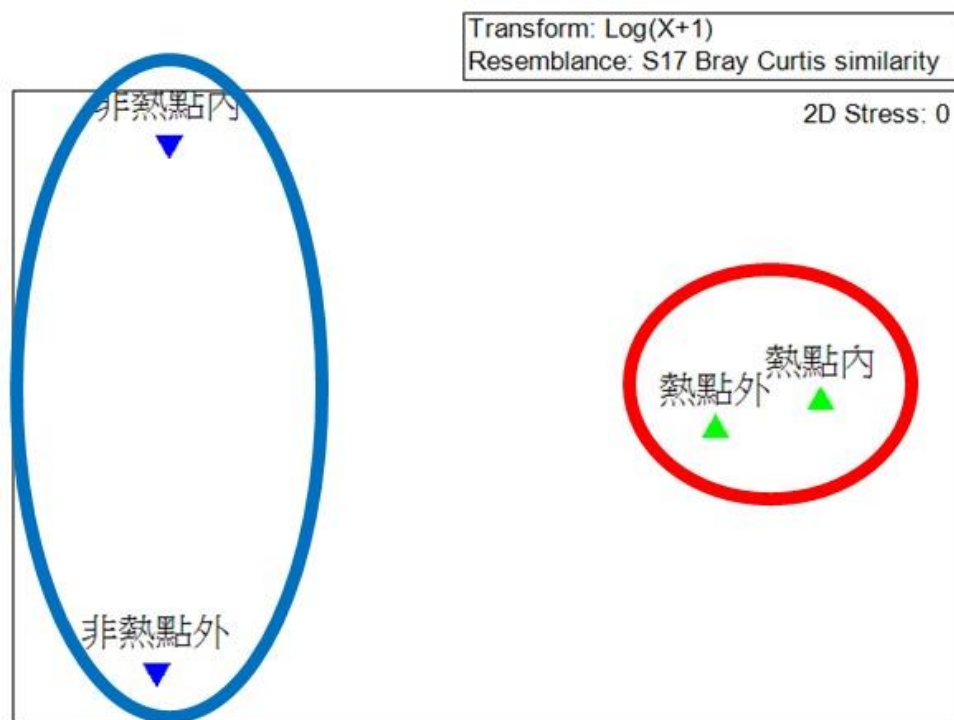 Transform: Log(X+1)
Resemblance: S17 Bray Curtis similarity
2D Stress: 0
非熱點內
熱點內
熱點外
非熱點外